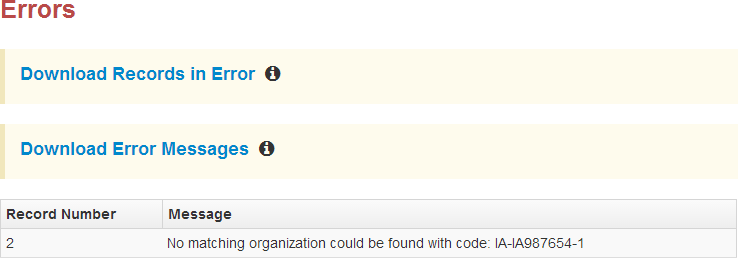 Errors
Download Records in Error
Download Error Messages
Record Number Message
2 No matching organization could be found with code: IA-IA987654-1